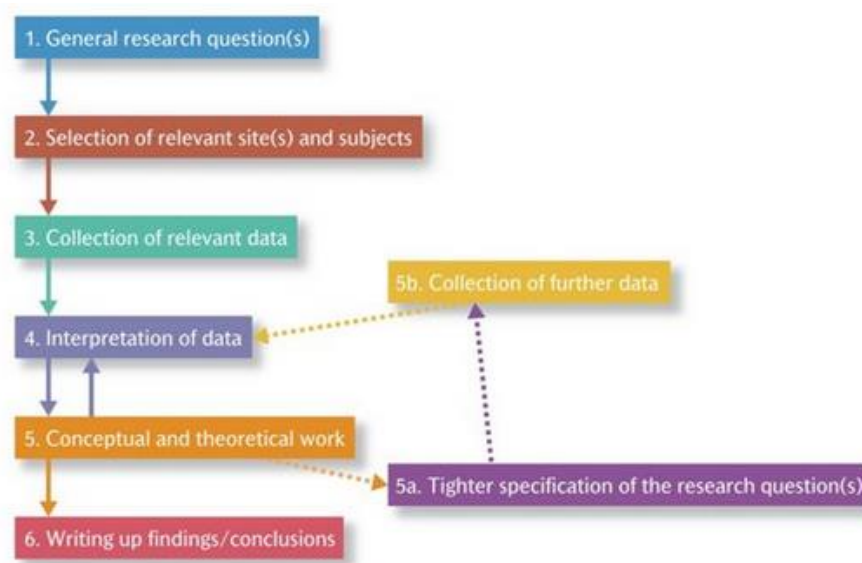 1. General research question(s)
2. Selection of relevant site(s) and subjects
3. Collection of relevant data
5b. Collection of further data
4. Interpretation of data
5. Conceptual and theoretical work
5a. Tighter specification of the research question(s)
6. Writing up findings/conclusions